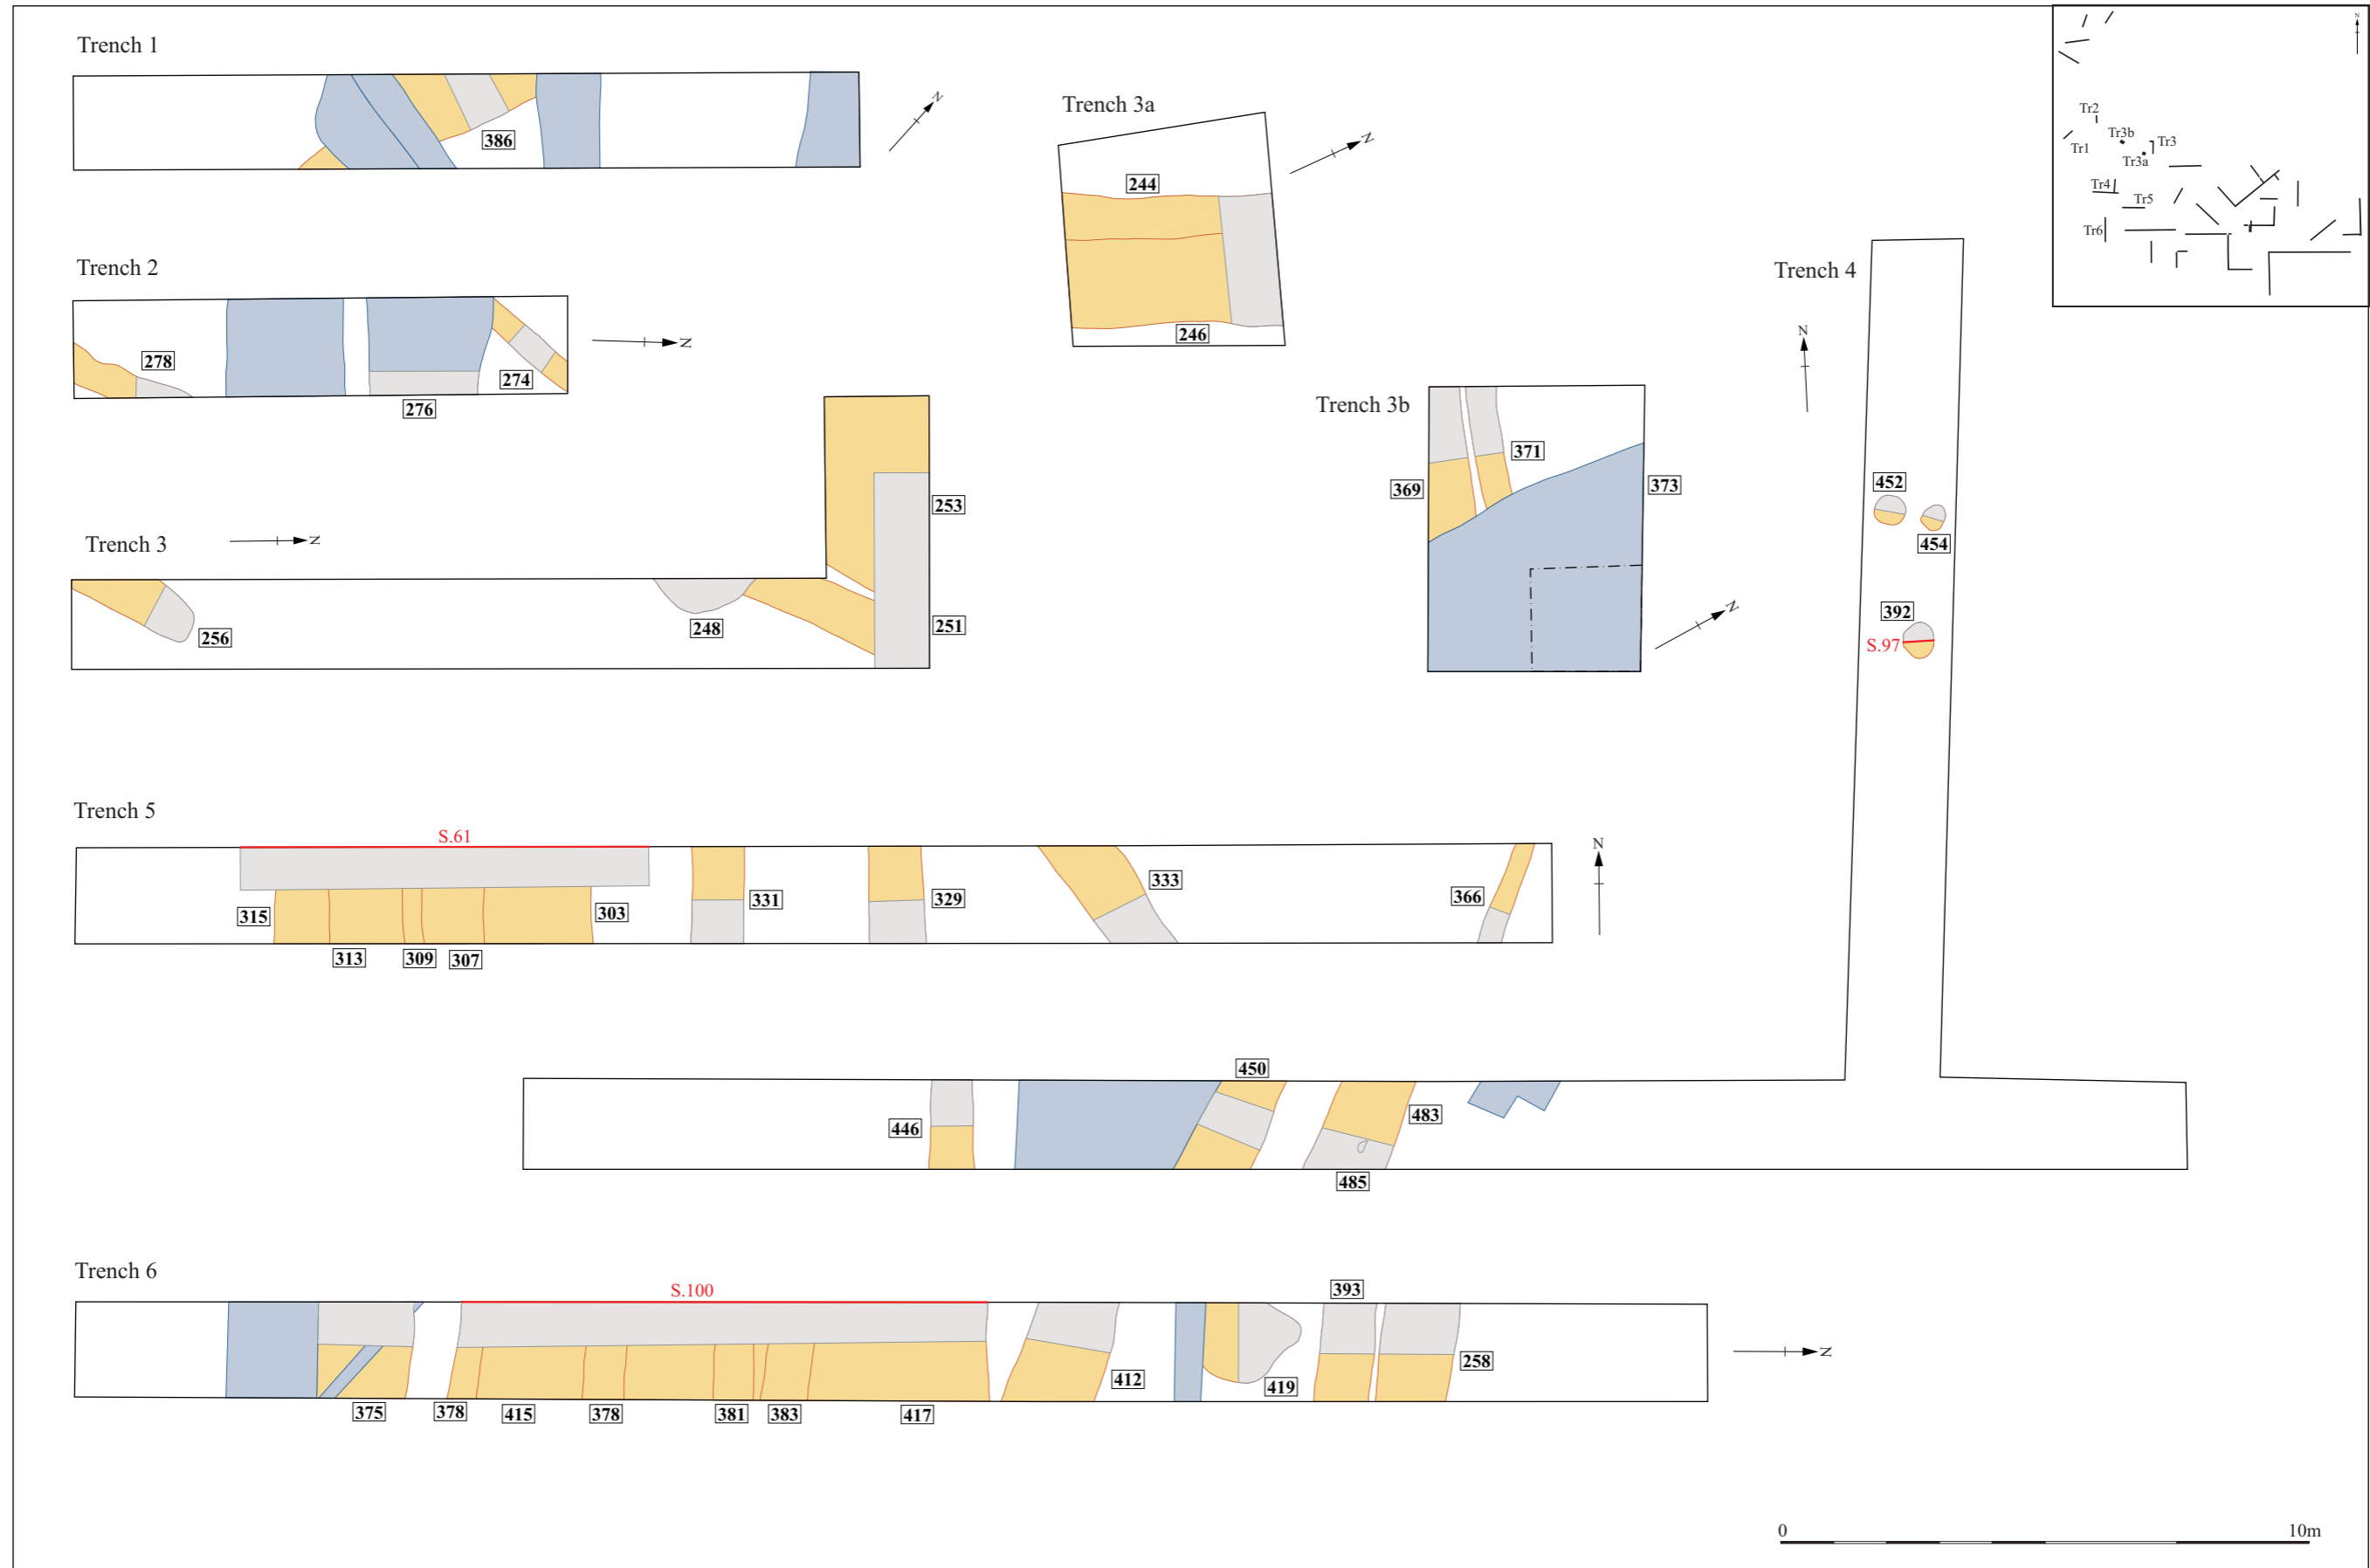 Trench 1
386
N
Trench 2
278
276
274
N
Trench 3
N
256
248
253
251
Trench 3a
244
246
N
Trench 3b
369
371
373
N
Trench 4
N
452
454
392
S.97
446
450
483
485
N
Tr2
Tr1
Tr3b
Tr3
Tr3a
Tr4
Tr5
Tr6
Trench 5
S.61
315
313
309
307
303
331
329
333
366
N
Trench 6
S.100
375
378
415
378
381
383
417
412
419
393
258
N
0 10m